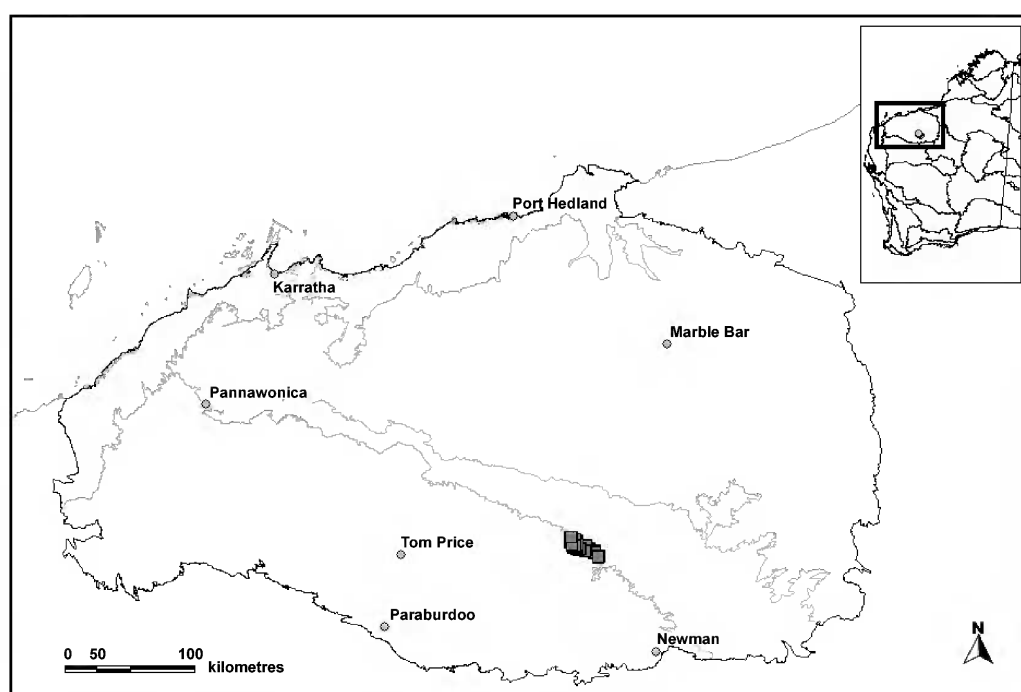 Port Hedland
Karratha
Marble Bar
Pannawonica
Tom Price
Paraburdoo
Newman
N
0 50 100
kilometres